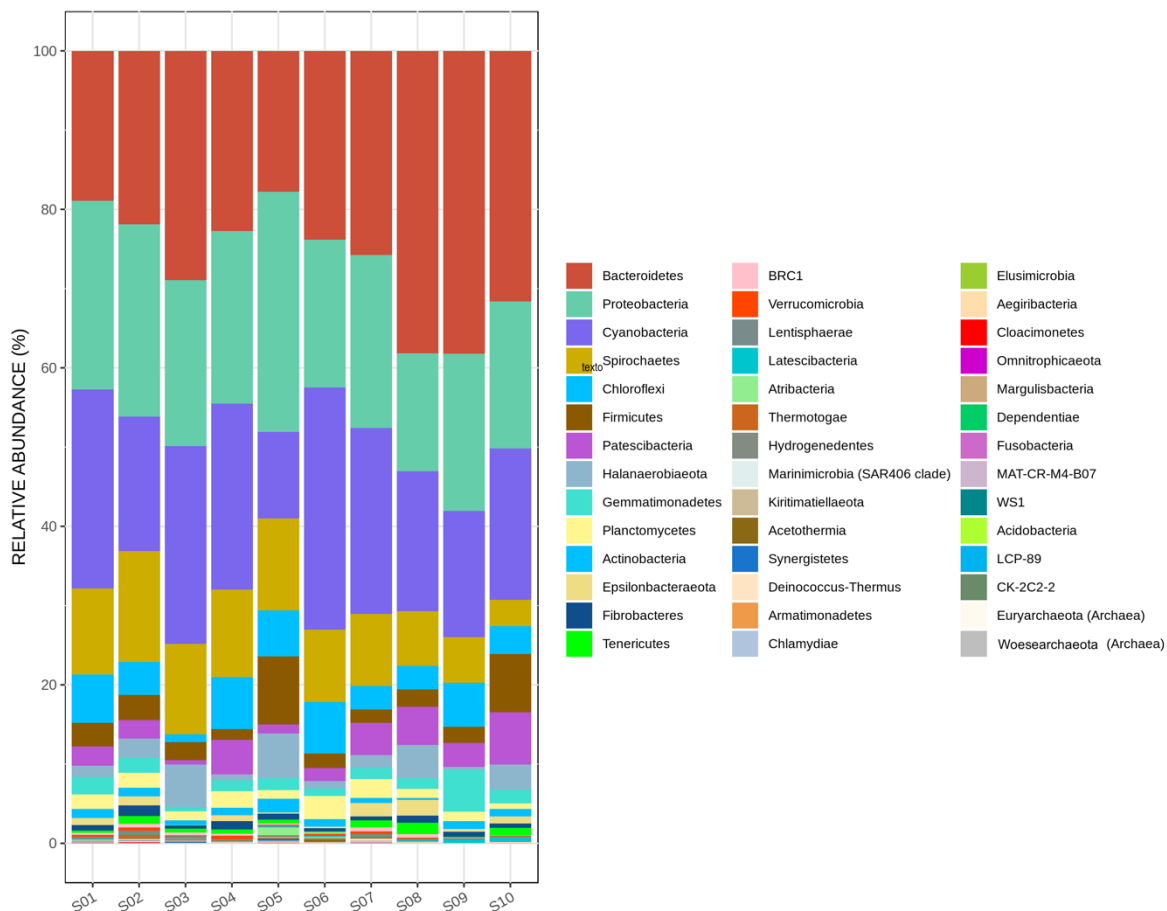 RELATIVE ABUNDANCE (%)
100
80
60
40
20
0
S01 S02 S03 S04 S05 S06 S07 S08 S09 S10
Bacteroidetes
Proteobacteria
Cyanobacteria
Spirochaetes
texto
Chloroflexi
Firmicutes
Patescibacteria
Halanaerobiaeota
Gemmatimonadetes
Planctomycetes
Actinobacteria
Epsilonbacteraeota
Fibrobacteres
Tenericutes
BRC1
Verrucomicrobia
Lentisphaerae
Latescibacteria
Atribacteria
Thermotogae
Hydrogenedentes
Marinimicrobia (SAR406 clade)
Kiritimatiellaeota
Acetothermia
Synergistetes
Deinococcus-Thermus
Armatimonadetes
Chlamydiae
Elusimicrobia
Aegiribacteria
Cloacimonetes
Omnitrophicaeota
Margulisbacteria
Dependentiae
Fusobacteria
MAT-CR-M4-B07
WS1
Acidobacteria
LCP-89
CK-2C2-2
Euryarchaeota (Archaea)
Woesearchaeota (Archaea)